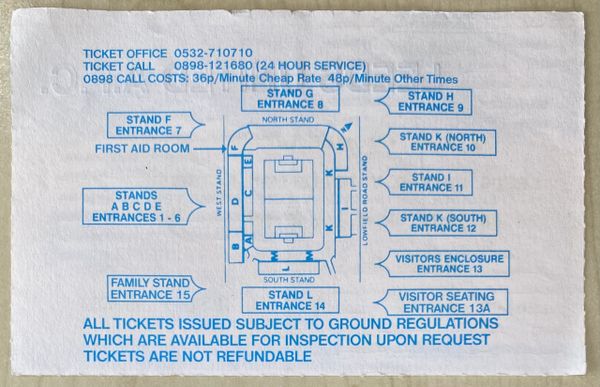 TICKET OFFICE 0532-710710
TICKET CALL 0898-121680 (24 HOUR SERVICE)
0898 CALL COSTS: 36p/Minute Cheap Rate 48p/Minute Other Times
STAND G
ENTRANCE 8
STAND H
ENTRANCE 9
STAND F
ENTRANCE 7
NORTH STAND
STAND K (NORTH)
ENTRANCE 10
FIRST AID ROOM
F
E
H
K
STAND I
ENTRANCE 11
STANDS
A B C D E
ENTRANCES 1 - 6
WEST STAND
D
C
I
LOWFIELD ROAD STAND
STAND K (SOUTH)
ENTRANCE 12
B
A
K
M
M
L
VISITORS ENCLOSURE
ENTRANCE 13
SOUTH STAND
FAMILY STAND
ENTRANCE 15
STAND L
ENTRANCE 14
VISITOR SEATING
ENTRANCE 13A
ALL TICKETS ISSUED SUBJECT TO GROUND REGULATIONS
WHICH ARE AVAILABLE FOR INSPECTION UPON REQUEST
TICKETS ARE NOT REFUNDABLE